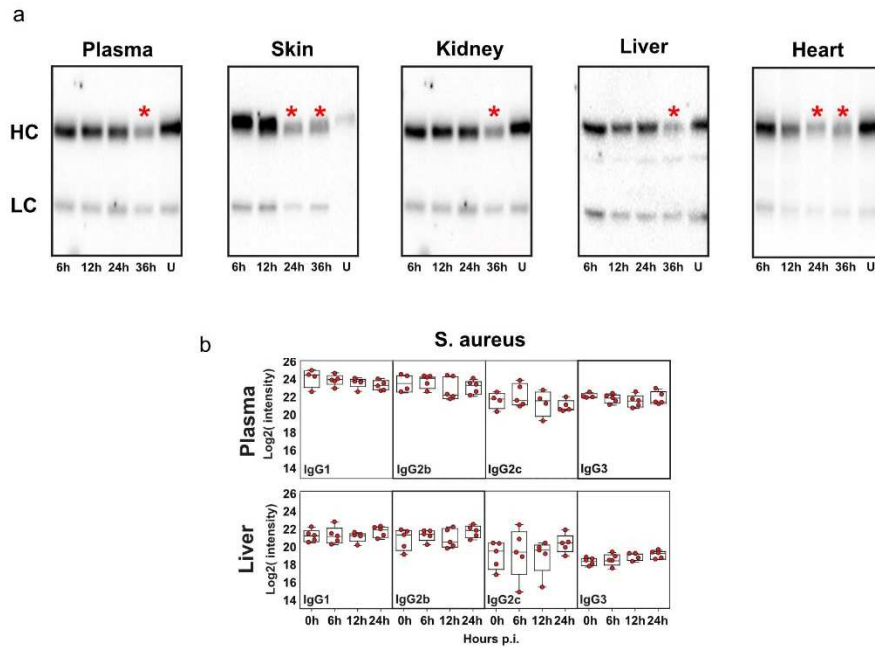 a
Plasma Skin Kidney Liver Heart
* * * * * * *
HC
LC
6h 12h 24h 36h U 6h 12h 24h 36h U 6h 12h 24h 36h U 6h 12h 24h 36h U 6h 12h 24h 36h U
b
S. aureus
Plasma
Log2( intensity)
26
24
22
20
18
16
14
IgG1 IgG2b IgG2c IgG3
Liver
Log2( intensity)
26
24
22
20
18
16
14
IgG1 IgG2b IgG2c IgG3
0h 6h 12h 24h 0h 6h 12h 24h 0h 6h 12h 24h 0h 6h 12h 24h
Hours p.i.